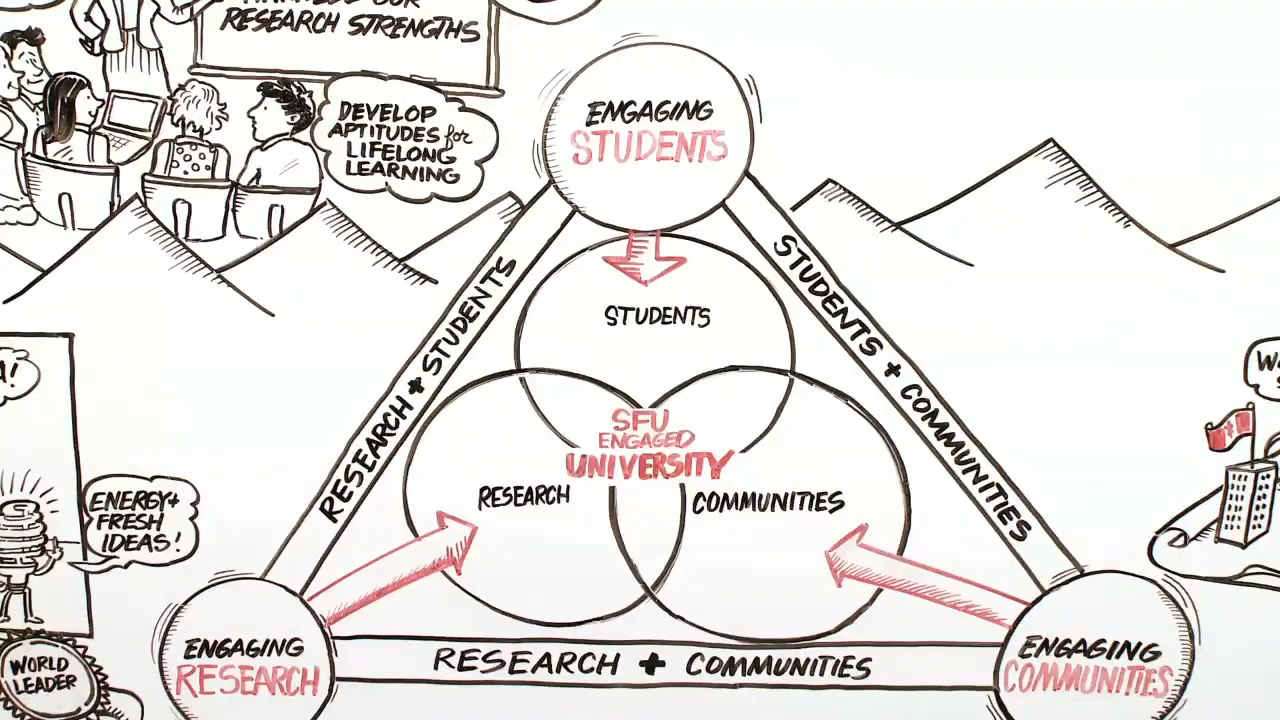 OUR
RESEARCH STRENGTHS
DEVELOP
APTITUDES for
LIFELONG
LEARNING
ENGAGING
STUDENTS
RESEARCH + STUDENTS
STUDENTS + COMMUNITIES
STUDENTS
SFU
ENGAGED
UNIVERSITY
RESEARCH
COMMUNITIES
ENERGY+
FRESH
IDEAS!
WORLD
LEADER
ENGAGING
RESEARCH
RESEARCH + COMMUNITIES
ENGAGING
COMMUNITIES